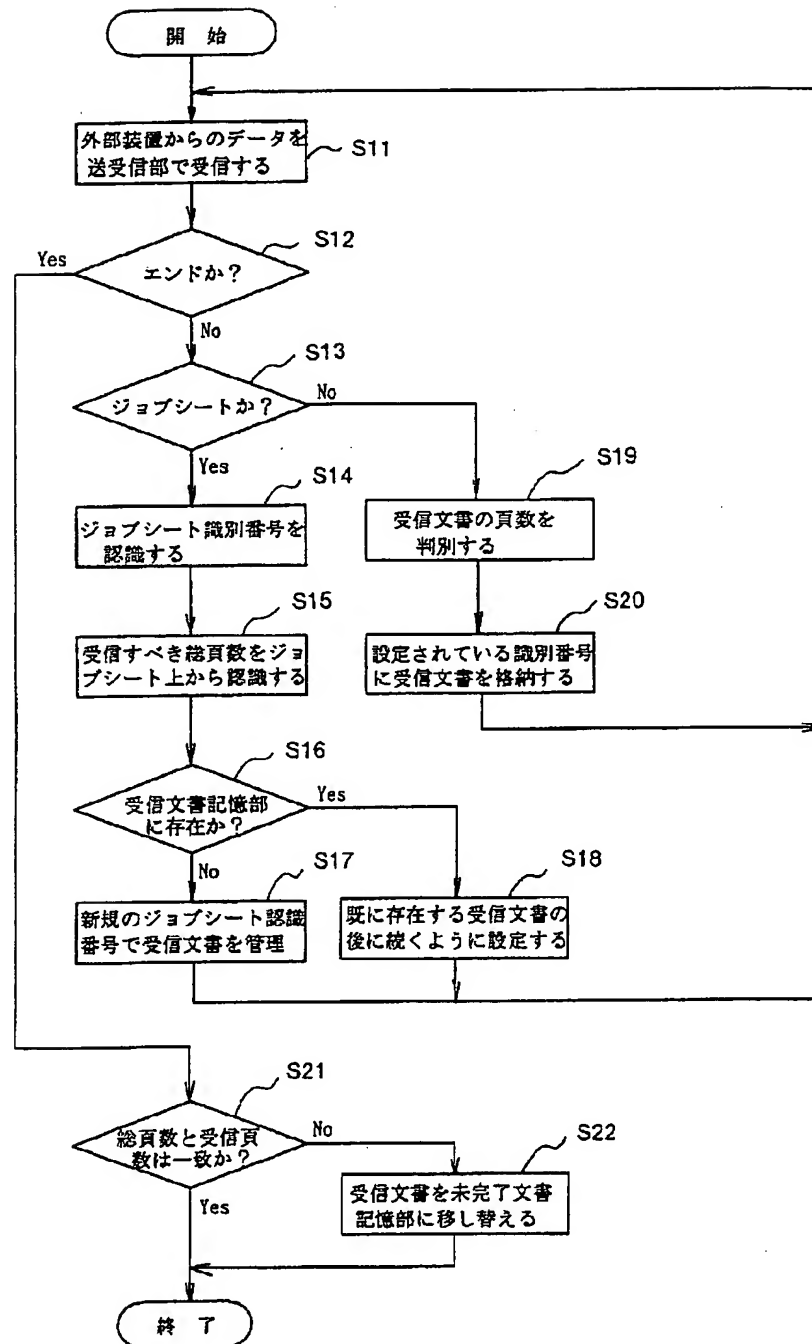 開 始
外部装置からのデータを
送受信部で受信する
S11
S12
Yes
エンドか?
No
S13
ジョブシートか?
No
Yes
S14
ジョブシート識別番号を
認識する
S19
受信文書の頁数を
判別する
S15
受信すべき総頁数をジョ
ブシート上から認識する
S20
設定されている識別番号
に受信文書を格納する
S16
受信文書記憶部
に存在か?
Yes
No
S17
新規のジョブシート認識
番号で受信文書を管理
S18
既に存在する受信文書の
後に続くように設定する
S21
総頁数と受信頁
数は一致か?
No
Yes
S22
受信文書を未完了文書
記憶部に移し替える
終 了